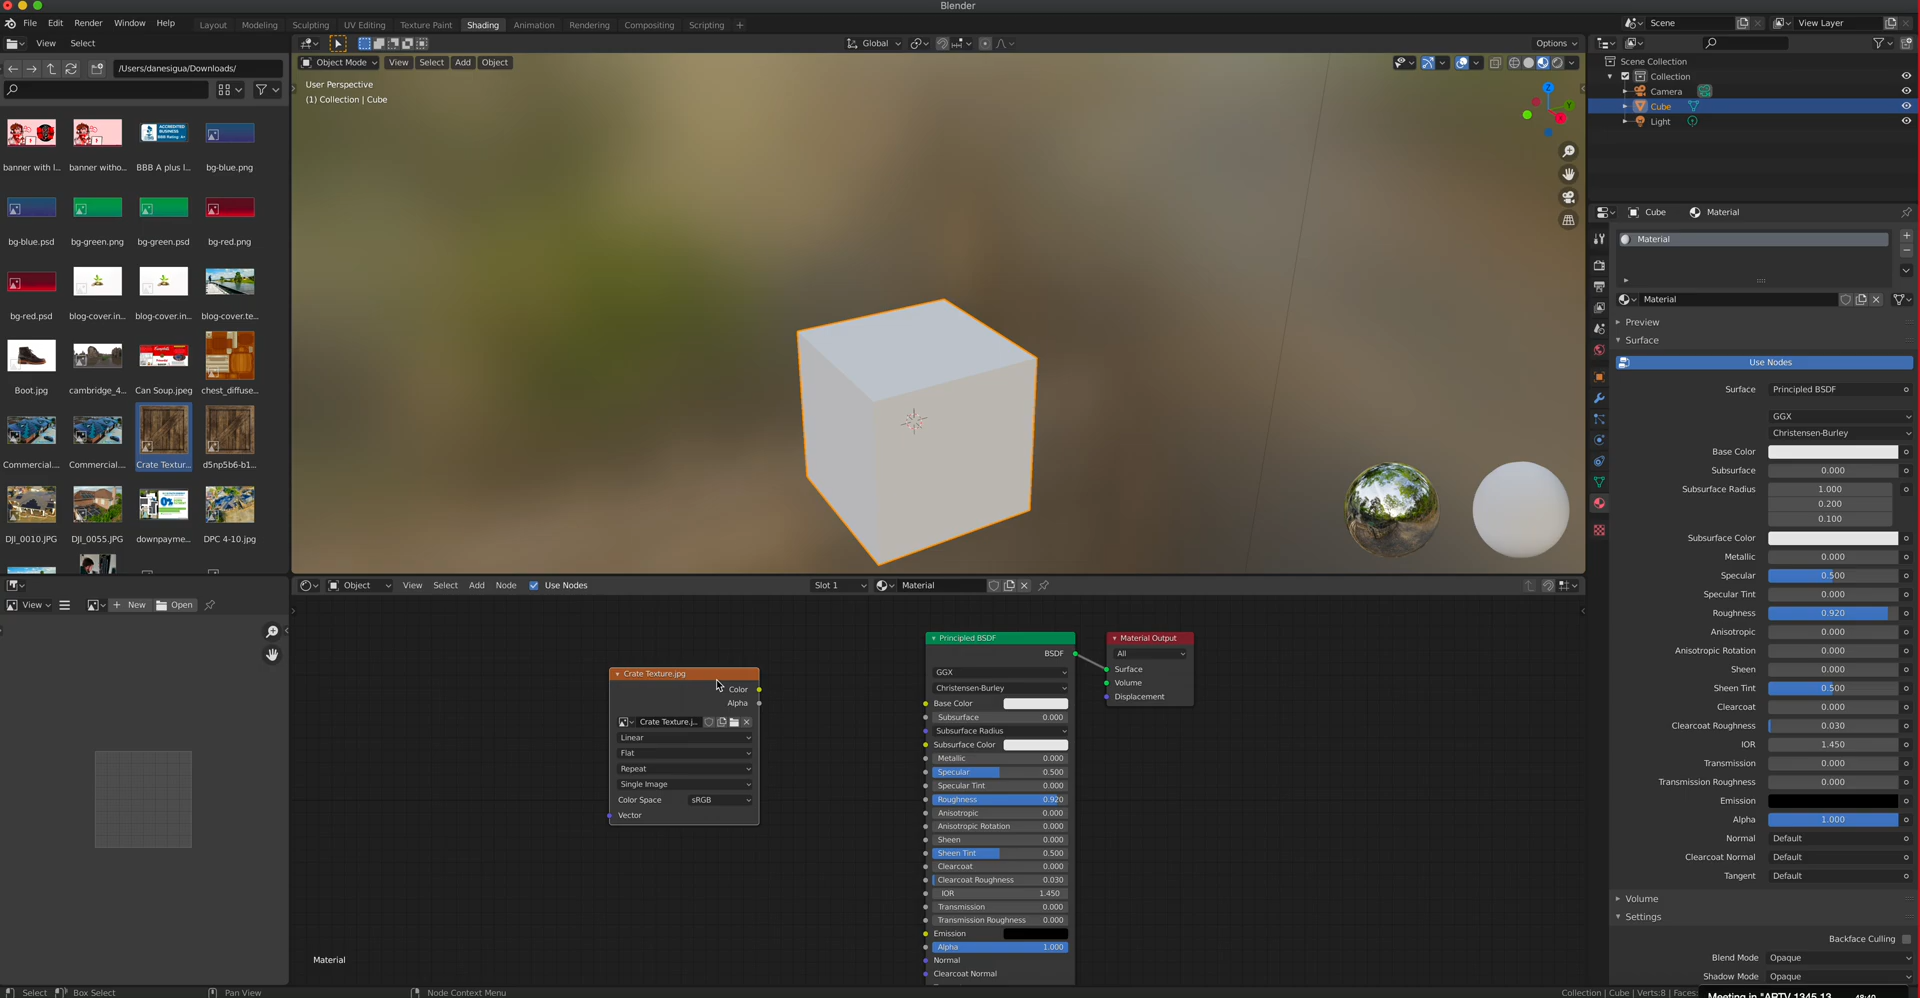 Blender
File Edit Render Window Help Layout Modeling Sculpting UV Editing Texture Paint Shading Animation Rendering Compositing Scripting + Scene View Layer
View Select Global Options
/Users/danesigua/Downloads/ Object Mode View Select Add Object
User Perspective
(1) Collection | Cube
banner with l... banner witho... BBB A plus l... bg-blue.png
bg-blue.psd bg-green.png bg-green.psd bg-red.png
bg-red.psd blog-cover.in... blog-cover.in... blog-cover.te...
Boot.jpg cambridge_4... Can Soup.jpeg chest_diffuse...
Commercial.... Commercial.... Crate Textur... d5np5b6-b1...
DJI_0010.JPG DJI_0055.JPG downpayme... DPC 4-10.jpg
Z
Y
X
Scene Collection
Collection
Camera
Cube
Light
Cube Material
Material
Material
Preview
Surface
Use Nodes
Surface Principled BSDF
GGX
Christensen-Burley
Base Color
Subsurface 0.000
Subsurface Radius 1.000
0.200
0.100
Subsurface Color
Metallic 0.000
Specular 0.500
Specular Tint 0.000
Roughness 0.920
Anisotropic 0.000
Anisotropic Rotation 0.000
Sheen 0.000
Sheen Tint 0.500
Clearcoat 0.000
Clearcoat Roughness 0.030
IOR 1.450
Transmission 0.000
Transmission Roughness 0.000
Emission
Alpha 1.000
Normal Default
Clearcoat Normal Default
Tangent Default
Volume
Settings
Backface Culling
Blend Mode Opaque
Shadow Mode Opaque
View + New Open
Object View Select Add Node Use Nodes Slot 1 Material
Crate Texture.jpg
Color
Alpha
Crate Texture.j...
Linear
Flat
Repeat
Single Image
Color Space sRGB
Vector
Principled BSDF
BSDF
GGX
Christensen-Burley
Base Color
Subsurface 0.000
Subsurface Radius
Subsurface Color
Metallic 0.000
Specular 0.500
Specular Tint 0.000
Roughness 0.920
Anisotropic 0.000
Anisotropic Rotation 0.000
Sheen 0.000
Sheen Tint 0.500
Clearcoat 0.000
Clearcoat Roughness 0.030
IOR 1.450
Transmission 0.000
Transmission Roughness 0.000
Emission
Alpha 1.000
Normal
Clearcoat Normal
Material Output
All
Surface
Volume
Displacement
Material
Select Box Select Pan View Node Context Menu Collection | Cube | Verts:8 | Faces: Meeting in "ARTV 1345 13 48:40